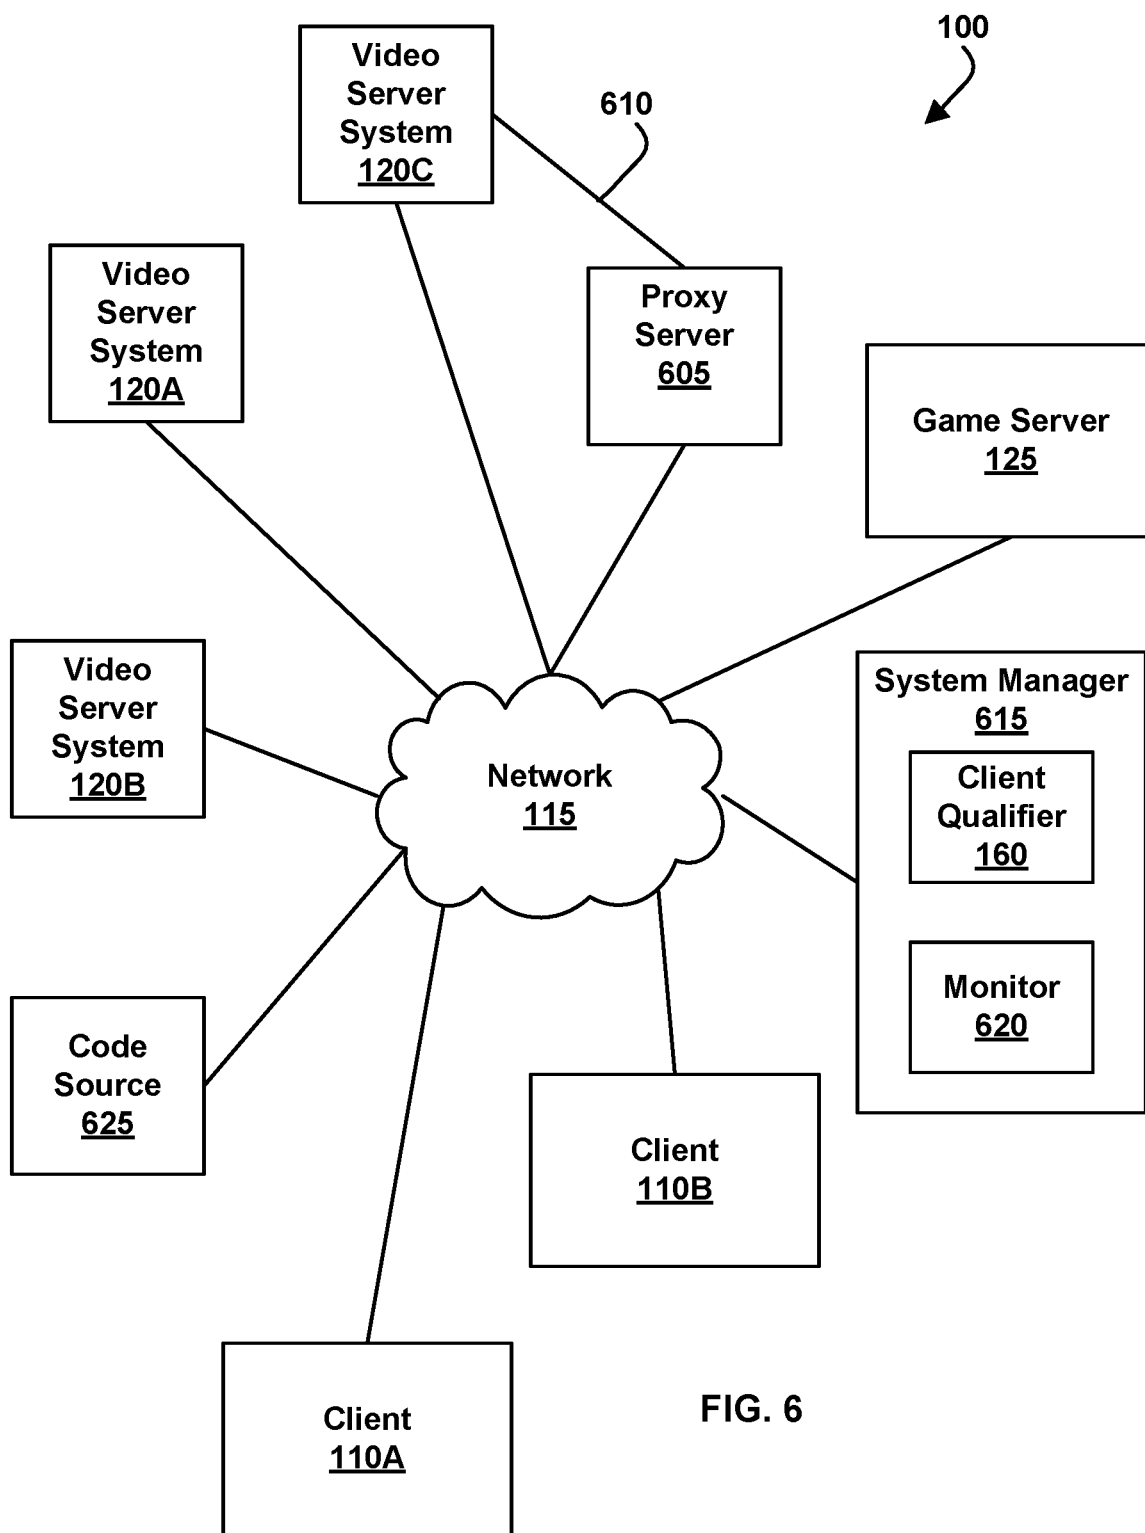 100
Video
Server
System
120C
610
Video
Server
System
120A
Proxy
Server
605
Game Server
125
Video
Server
System
120B
System Manager
615
Client
Qualifier
160
Monitor
620
Network
115
Code
Source
625
Client
110B
Client
110A
FIG. 6